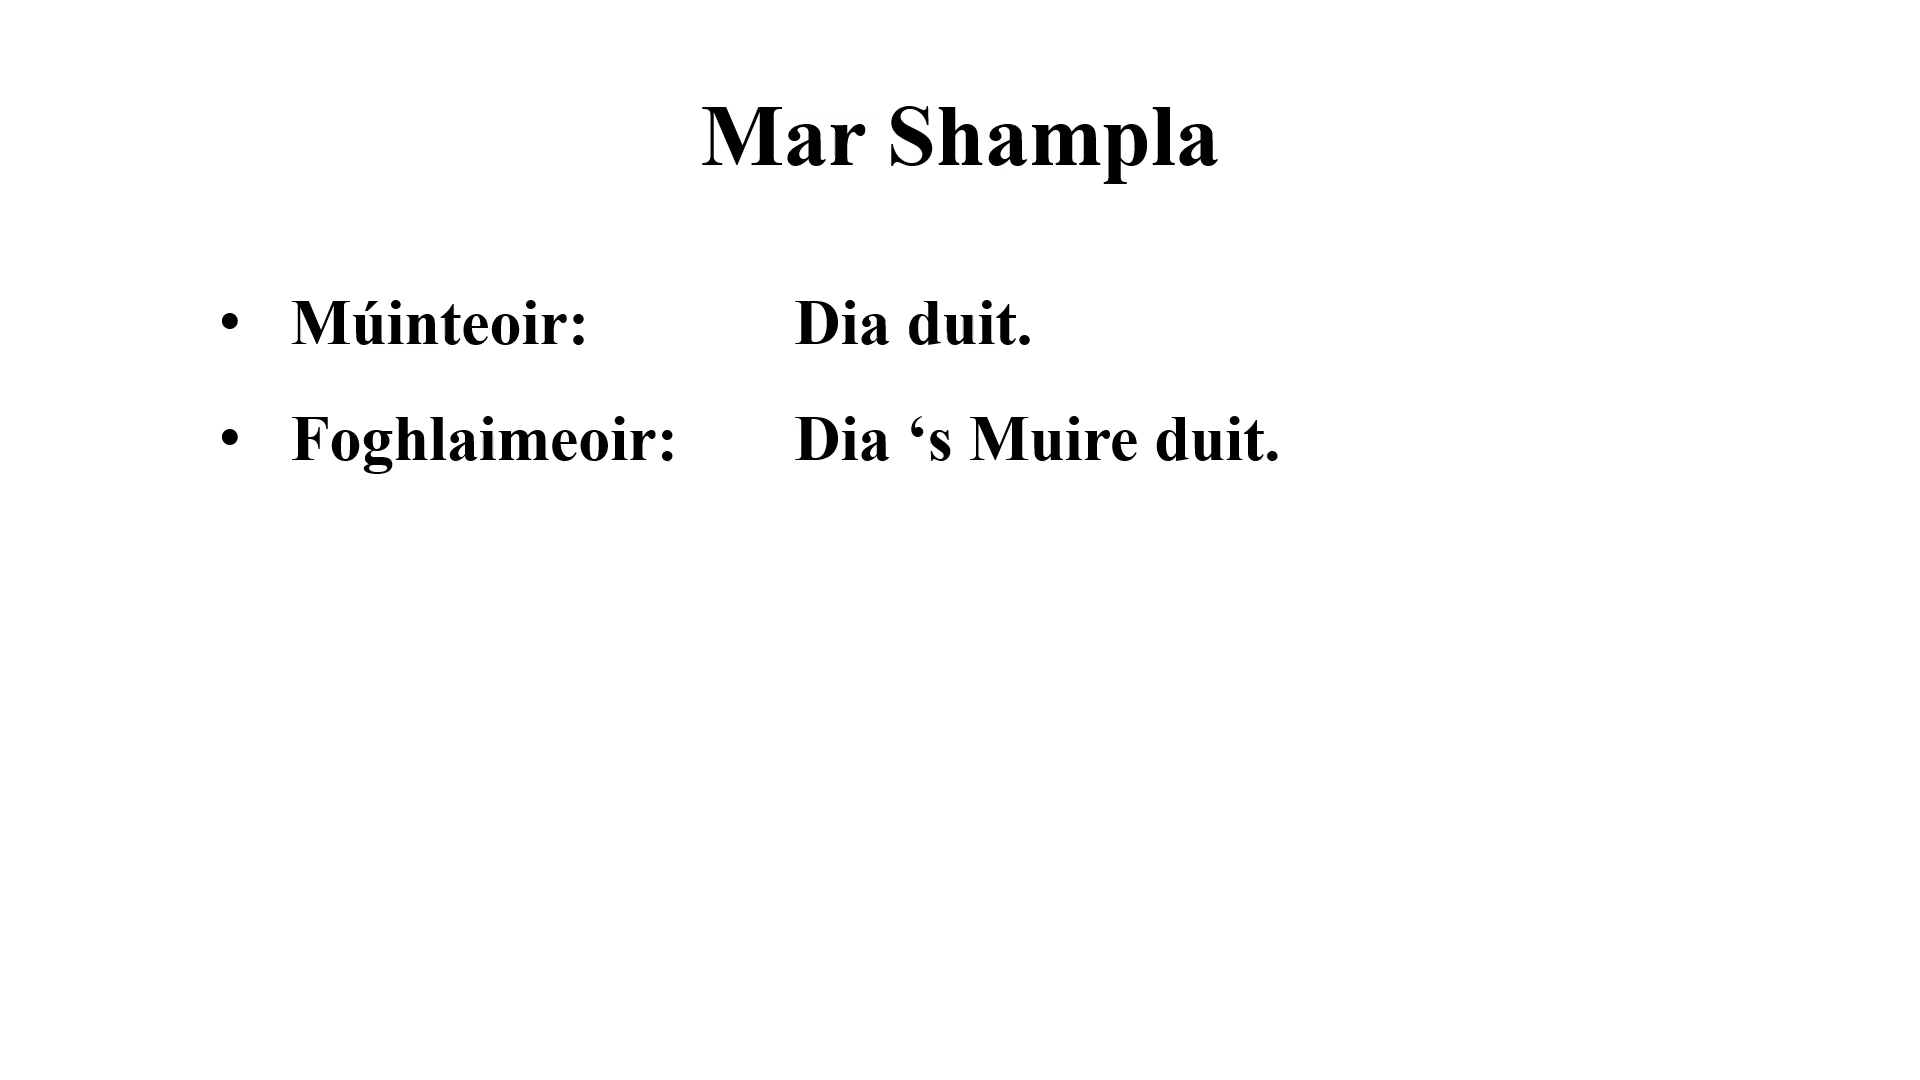 Mar Shampla
• Múinteoir: Dia duit.
• Foghlaimeoir: Dia ‘s Muire duit.